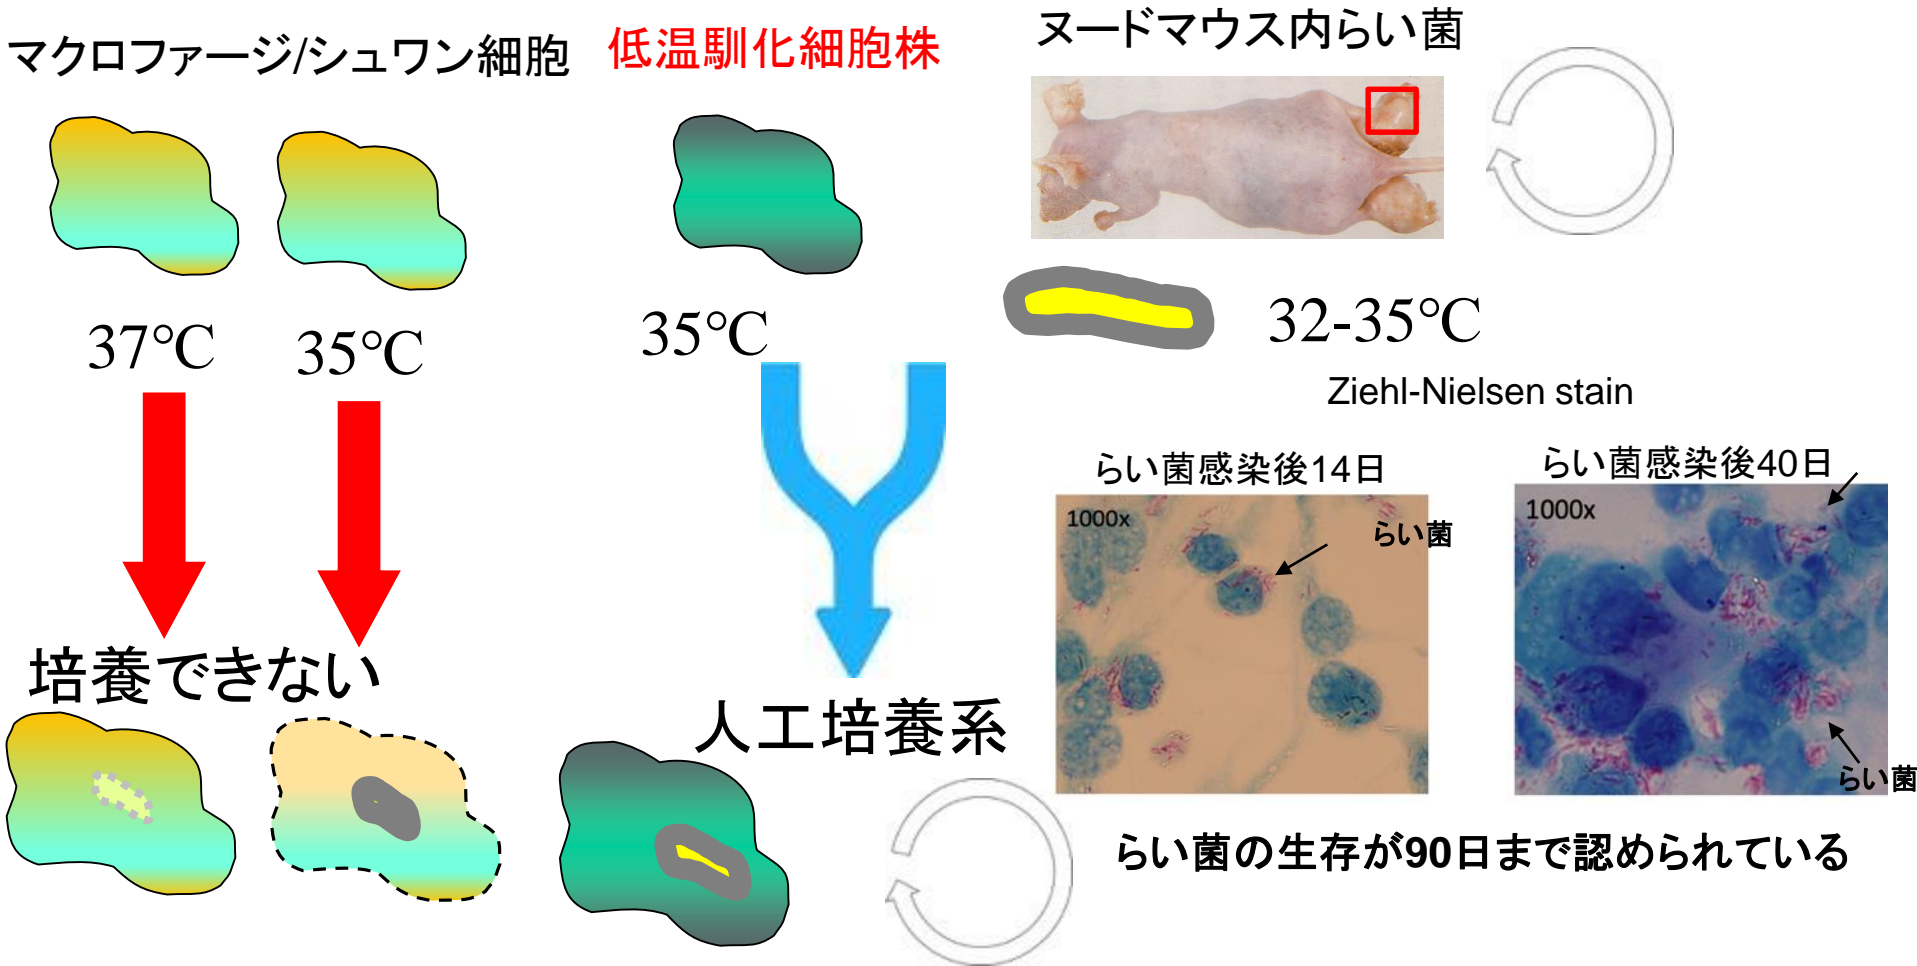 マクロファージ/シュワン細胞
低温馴化細胞株
ヌードマウス内らい菌
37℃
35℃
35℃
32-35℃
Ziehl-Nielsen stain
らい菌感染後14日
らい菌感染後40日
1000x
らい菌
1000x
らい菌
培養できない
人工培養系
らい菌の生存が90日まで認められている